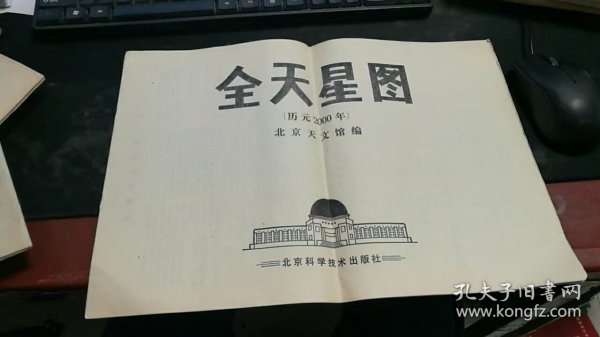 全天星图
(历元2000年)
北京天文馆编
北京科学技术出版社
孔夫子旧书网
www.kongfz.com